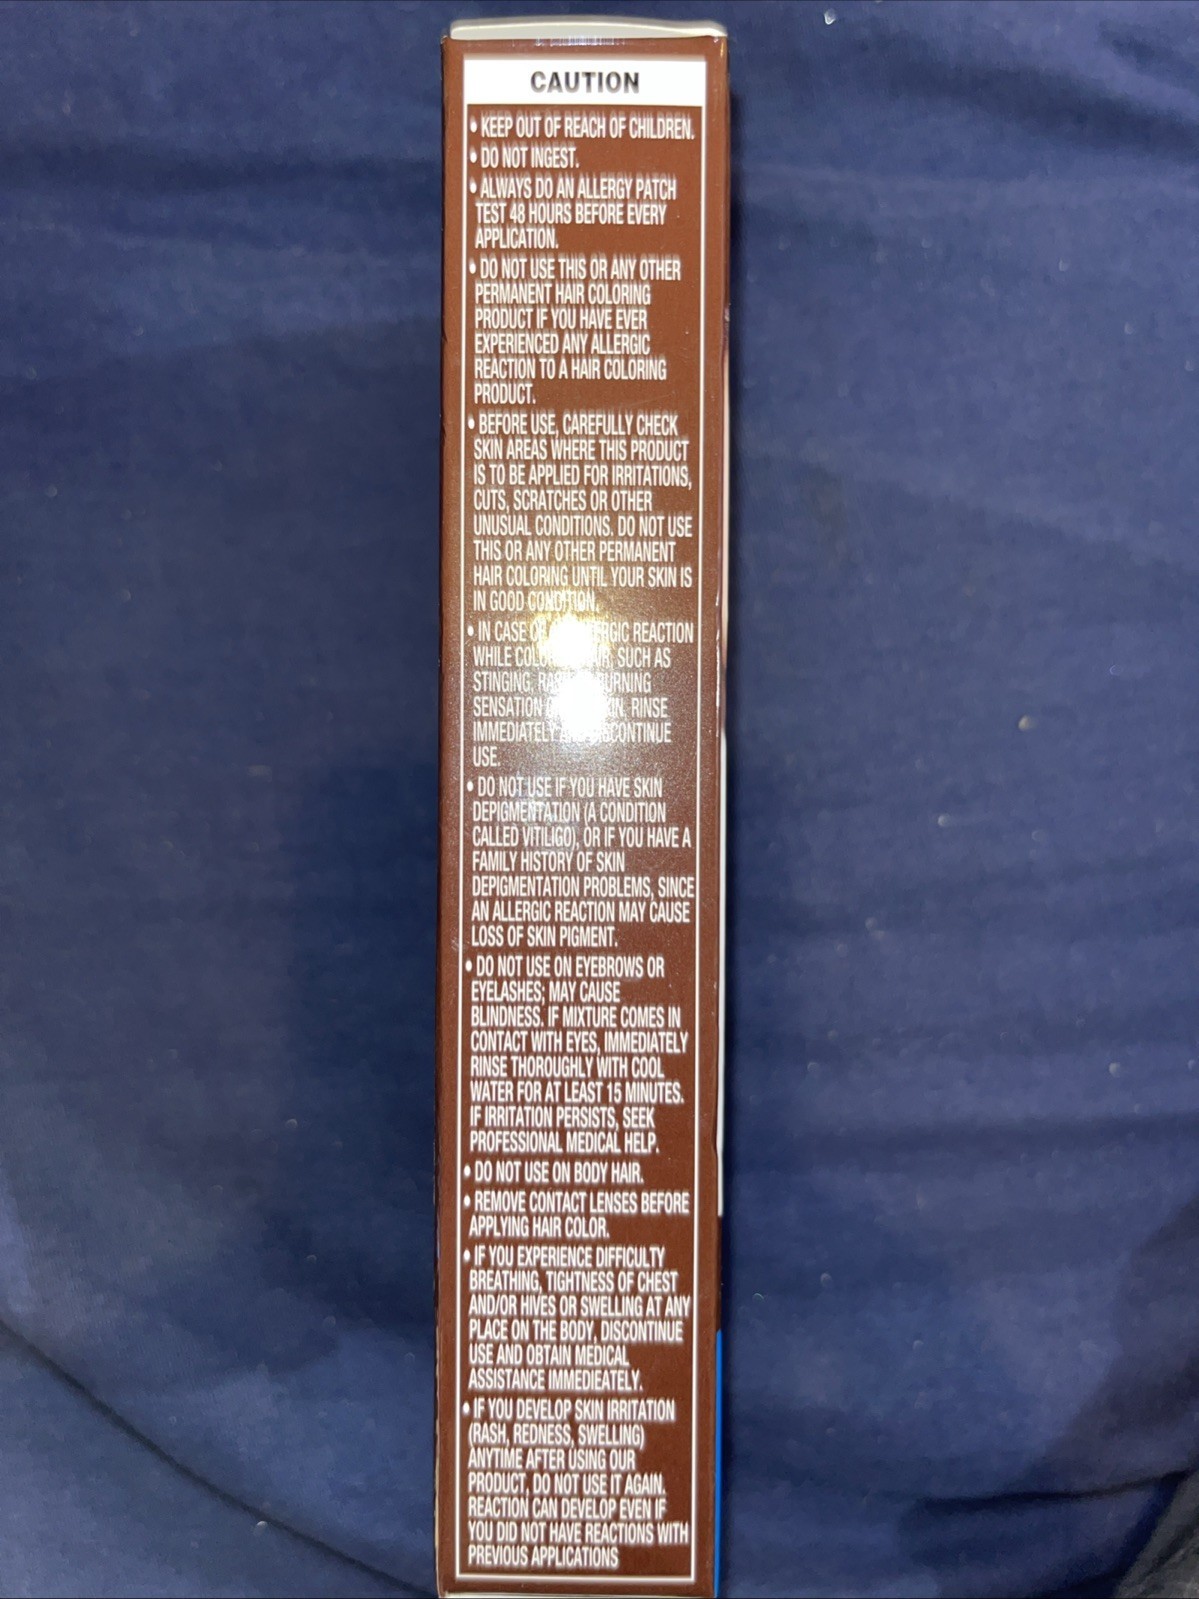 CAUTION
• KEEP OUT OF REACH OF CHILDREN.
• DO NOT INGEST.
• ALWAYS DO AN ALLERGY PATCH
TEST 48 HOURS BEFORE EVERY
APPLICATION.
• DO NOT USE THIS OR ANY OTHER
PERMANENT HAIR COLORING
PRODUCT IF YOU HAVE EVER
EXPERIENCED ANY ALLERGIC
REACTION TO A HAIR COLORING
PRODUCT.
• BEFORE USE, CAREFULLY CHECK
SKIN AREAS WHERE THIS PRODUCT
IS TO BE APPLIED FOR IRRITATIONS,
CUTS, SCRATCHES OR OTHER
UNUSUAL CONDITIONS. DO NOT USE
THIS OR ANY OTHER PERMANENT
HAIR COLORING UNTIL YOUR SKIN IS
IN GOOD CONDITION.
• IN CASE REACTION
WHILE SUCH AS
STINGING,
SENSATION RINSE
IMMEDIATELY DISCONTINUE
USE.
• DO NOT USE IF YOU HAVE SKIN
DEPIGMENTATION (A CONDITION
CALLED VITILIGO), OR IF YOU HAVE A
FAMILY HISTORY OF SKIN
DEPIGMENTATION PROBLEMS, SINCE
AN ALLERGIC REACTION MAY CAUSE
LOSS OF SKIN PIGMENT.
• DO NOT USE ON EYEBROWS OR
EYELASHES; MAY CAUSE
BLINDNESS. IF MIXTURE COMES IN
CONTACT WITH EYES, IMMEDIATELY
RINSE THOROUGHLY WITH COOL
WATER FOR AT LEAST 15 MINUTES.
IF IRRITATION PERSISTS, SEEK
PROFESSIONAL MEDICAL HELP.
• DO NOT USE ON BODY HAIR.
• REMOVE CONTACT LENSES BEFORE
APPLYING HAIR COLOR.
• IF YOU EXPERIENCE DIFFICULTY
BREATHING, TIGHTNESS OF CHEST
AND/OR HIVES OR SWELLING AT ANY
PLACE ON THE BODY, DISCONTINUE
USE AND OBTAIN MEDICAL
ASSISTANCE IMMEDIEATELY.
• IF YOU DEVELOP SKIN IRRITATION
(RASH, REDNESS, SWELLING)
ANYTIME AFTER USING OUR
PRODUCT, DO NOT USE IT AGAIN.
REACTION CAN DEVELOP EVEN IF
YOU DID NOT HAVE REACTIONS WITH
PREVIOUS APPLICATIONS